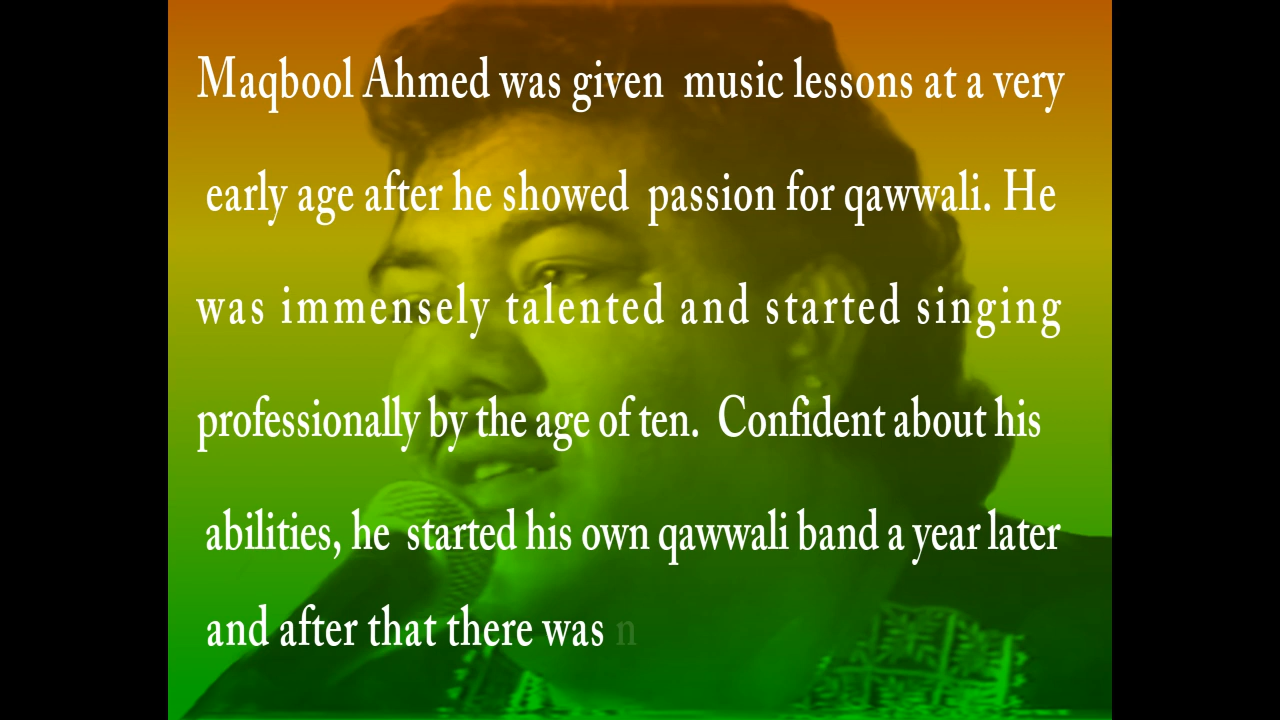 Maqbool Ahmed was given music lessons at a very
early age after he showed passion for qawwali. He
was immensely talented and started singing
professionally by the age of ten. Confident about his
abilities, he started his own qawwali band a year later
and after that there was n